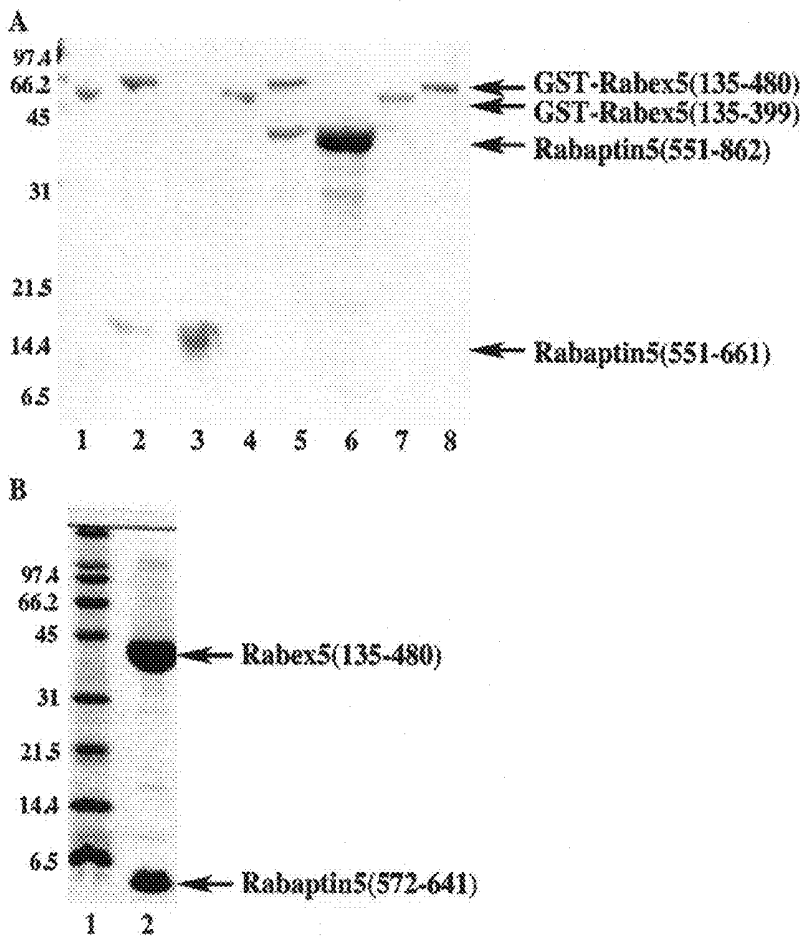 A
97.4
66.2
45
31
21.5
14.4
6.5
GST-Rabex5(135-480)
GST-Rabex5(135-399)
Rabaptin5(551-862)
Rabaptin5(551-661)
1 2 3 4 5 6 7 8
B
97.4
66.2
45
31
21.5
14.4
6.5
Rabex5(135-480)
Rabaptin5(572-641)
1 2